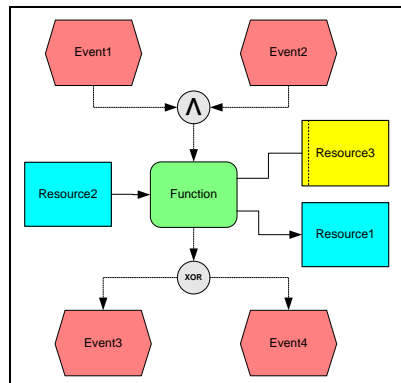 Event1
Event2
Λ
Resource3
Resource2
Function
Resource1
XOR
Event3
Event4